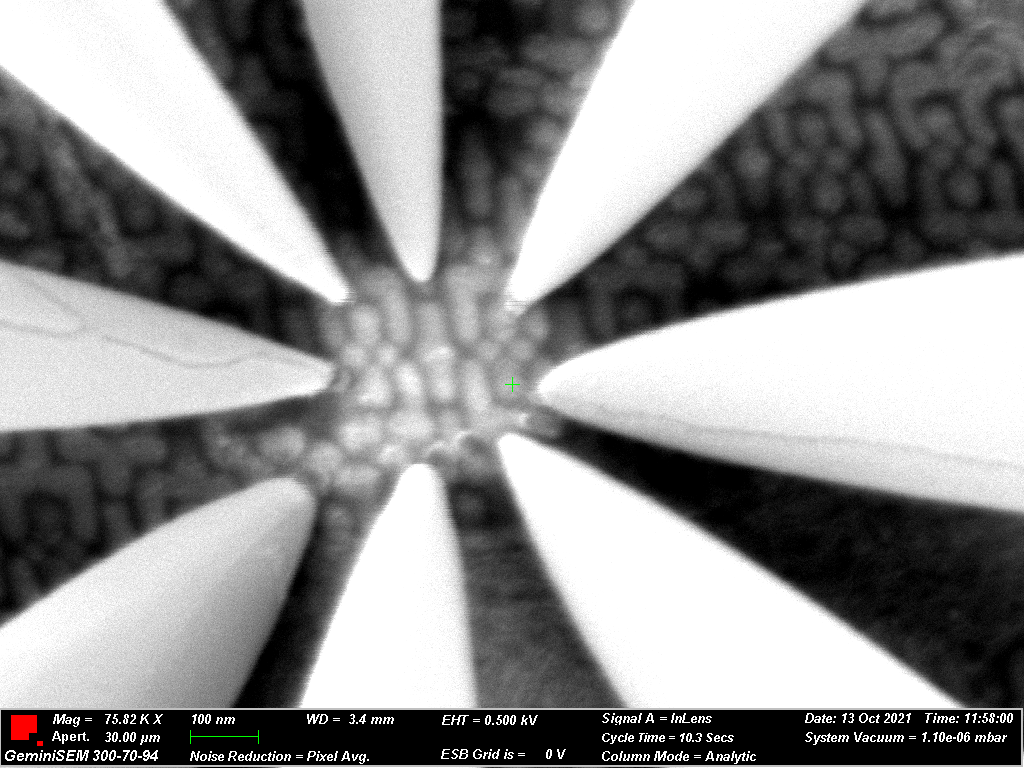 Mag = 75.82 K X 100 nm WD = 3.4 mm EHT = 0.500 kV Signal A = InLens Date: 13 Oct 2021 Time: 11:58:00
Apert. 30.00 µm Cycle Time = 10.3 Secs System Vacuum = 1.10e-06 mbar
GeminiSEM 300-70-94 Noise Reduction = Pixel Avg. ESB Grid is = 0 V Column Mode = Analytic